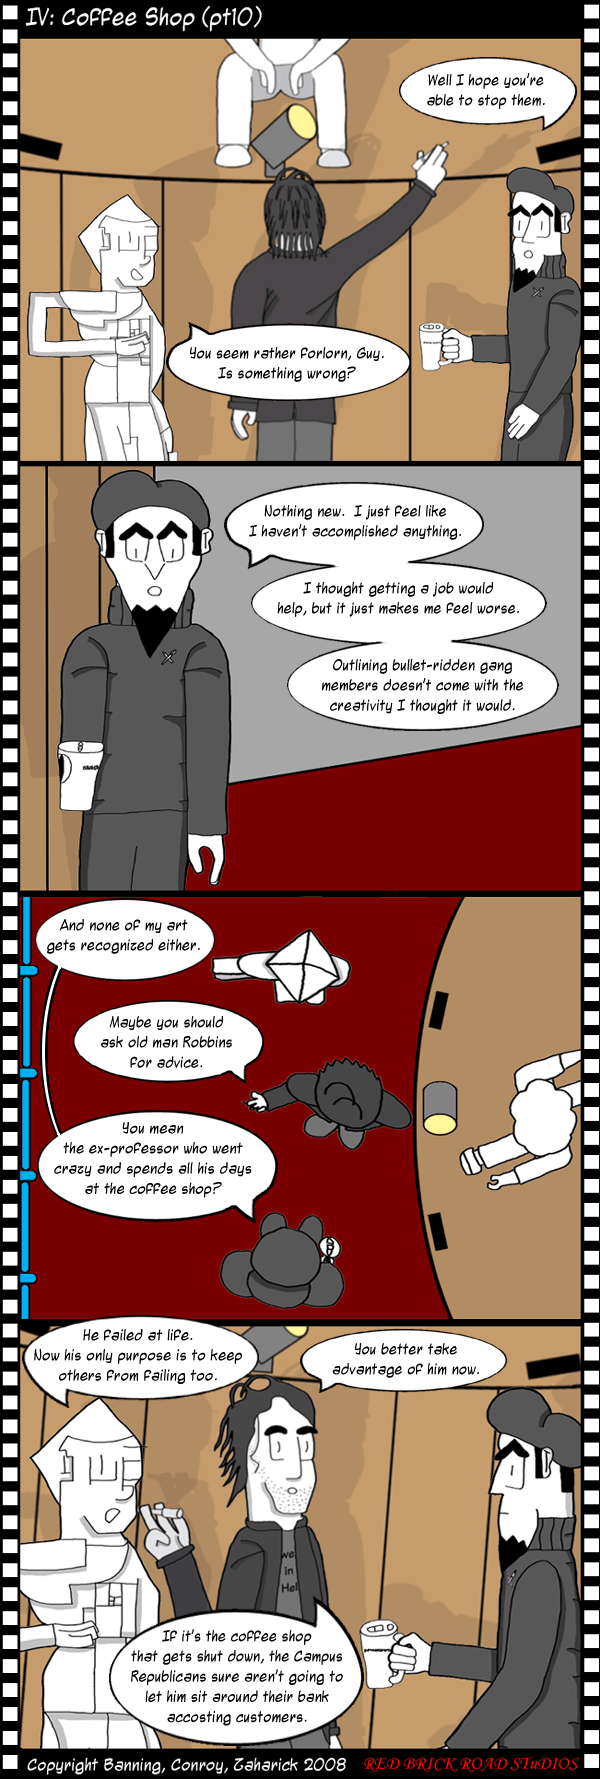 IV: Coffee Shop (pt10)
Well I hope you're
able to stop them.
You seem rather forlorn, Guy.
Is something wrong?
Nothing new.  I just feel like
I haven't accomplished anything.
I thought getting a job would
help, but it just makes me feel worse.
Outlining bullet-ridden gang
members doesn't come with the
creativity I thought it would.
And none of my art
gets recognized either.
Maybe you should
ask old man Robbins
for advice.
You mean
the ex-professor who went
crazy and spends all his days
at the coffee shop?
He failed at life.
Now his only purpose is to keep
others from failing too.
You better take
advantage of him now.
we
in
Hel
If it's the coffee shop
that gets shut down, the Campus
Republicans sure aren't going to
let him sit around their bank
accosting customers.
Copyright Banning, Conroy, Zaharick 2008
RED BRICK ROAD STuDIOS